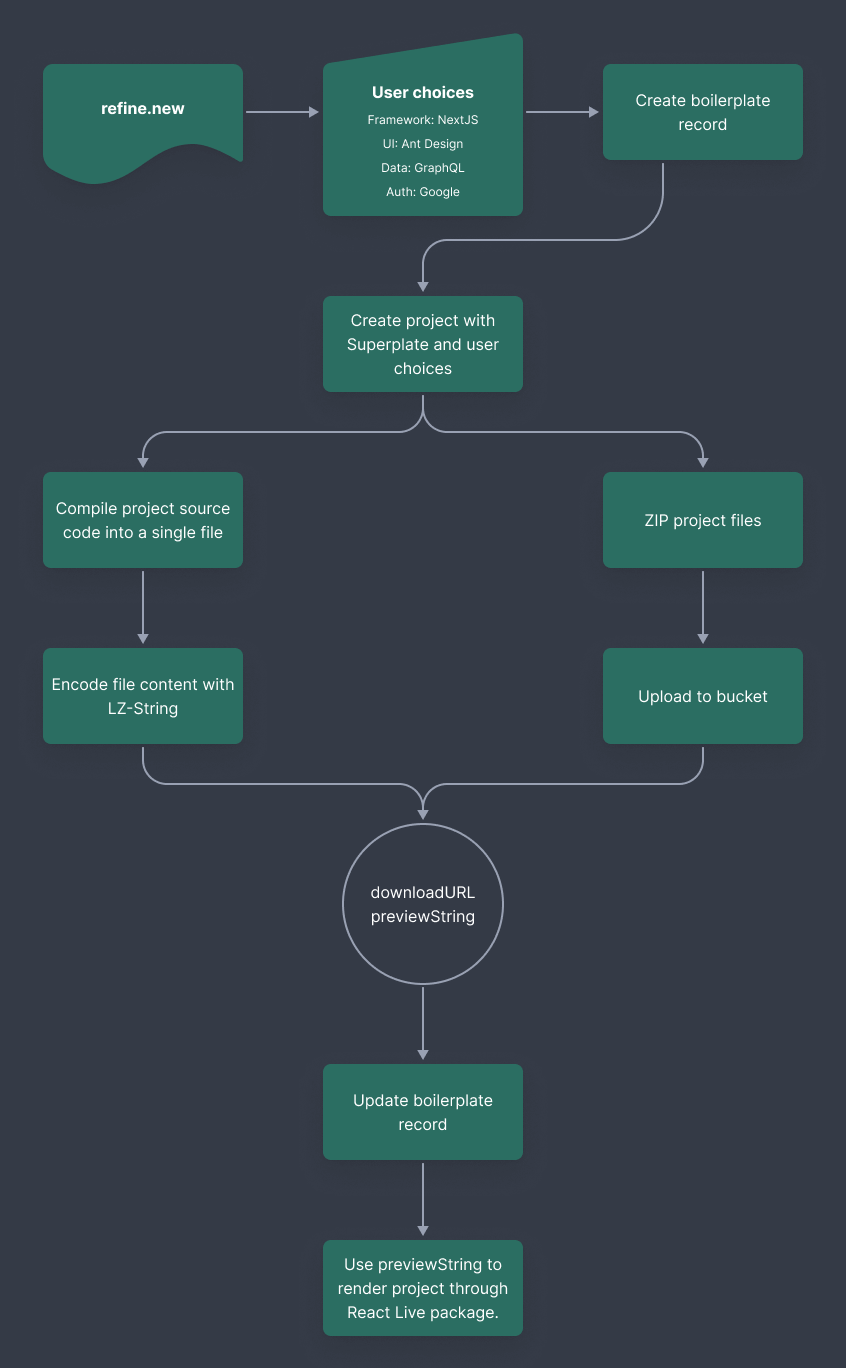 refine.new
User choices
Framework: NextJS
UI: Ant Design
Data: GraphQL
Auth: Google
Create boilerplate
record
Create project with
Superplate and user
choices
Compile project source
code into a single file
ZIP project files
Encode file content with
LZ-String
Upload to bucket
downloadURL
previewString
Update boilerplate
record
Use previewString to
render project through
React Live package.